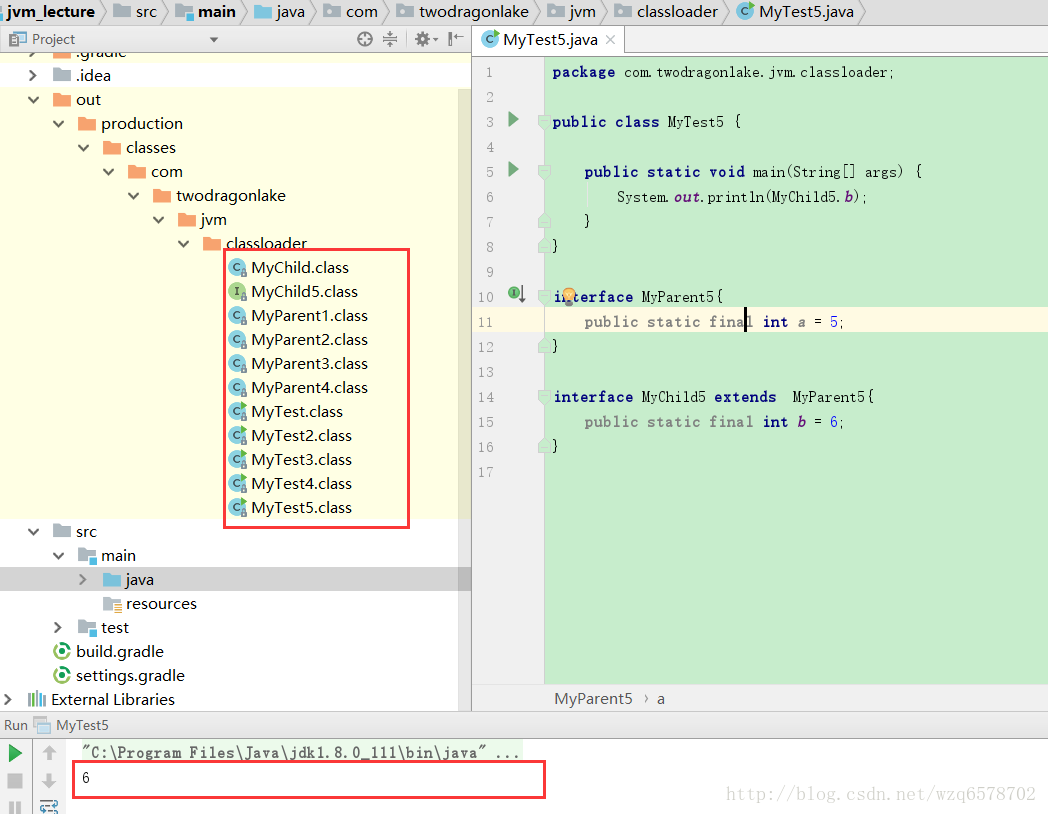 jvm_lecture src main java com twodragonlake jvm classloader MyTest5.java
Project
MyTest5.java
.gradle
.idea
out
production
classes
com
twodragonlake
jvm
classloader
MyChild.class
MyChild5.class
MyParent1.class
MyParent2.class
MyParent3.class
MyParent4.class
MyTest.class
MyTest2.class
MyTest3.class
MyTest4.class
MyTest5.class
src
main
java
resources
test
build.gradle
settings.gradle
External Libraries
1 package com.twodragonlake.jvm.classloader;
2
3 public class MyTest5 {
4
5 public static void main(String[] args) {
6 System.out.println(MyChild5.b);
7 }
8 }
9
10 interface MyParent5{
11 public static final int a = 5;
12 }
13
14 interface MyChild5 extends MyParent5{
15 public static final int b = 6;
16 }
17
MyParent5 › a
Run MyTest5
"C:\Program Files\Java\jdk1.8.0_111\bin\java" ...
6
http://blog.csdn.net/wzq6578702